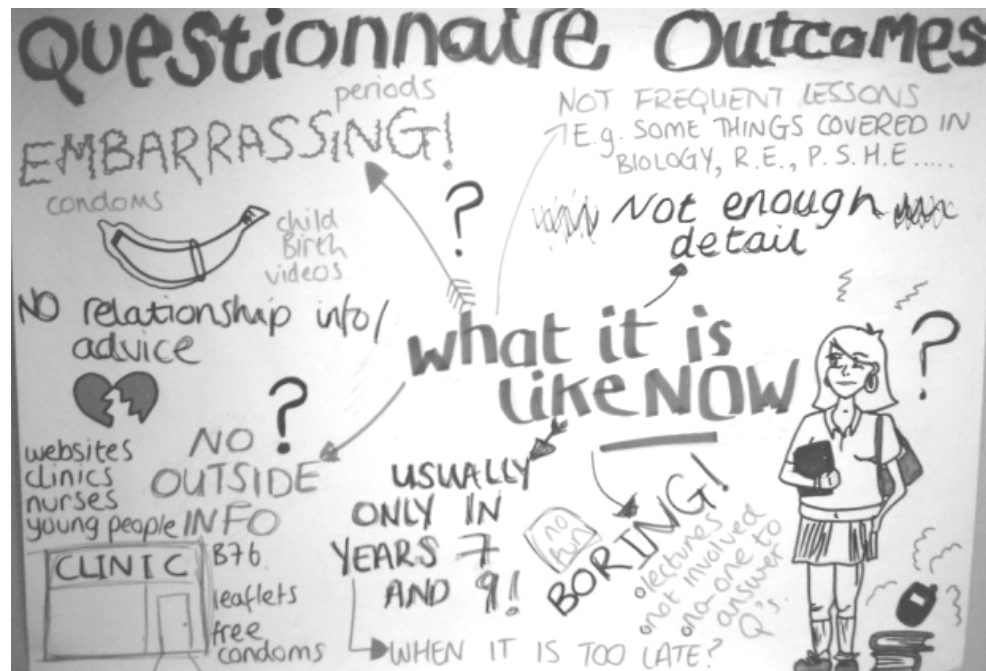 Questionnaire Outcomes
periods
EMBARRASSING!
condoms
child
Birth
videos
NOT FREQUENT LESSONS
E.g. SOME THINGS COVERED IN
BIOLOGY, R.E., P.S.H.E.....
Not enough
detail
NO relationship info/
advice
What it is
like NOW
NO
OUTSIDE
INFO
websites
clinics
nurses
young people
CLINIC
B76
leaflets
free
condoms
USUALLY
ONLY IN
YEARS 7
AND 9!
WHEN IT IS TOO LATE?
no
fun
BORING!
lectures
not involved
no-one to
answer
Q's.